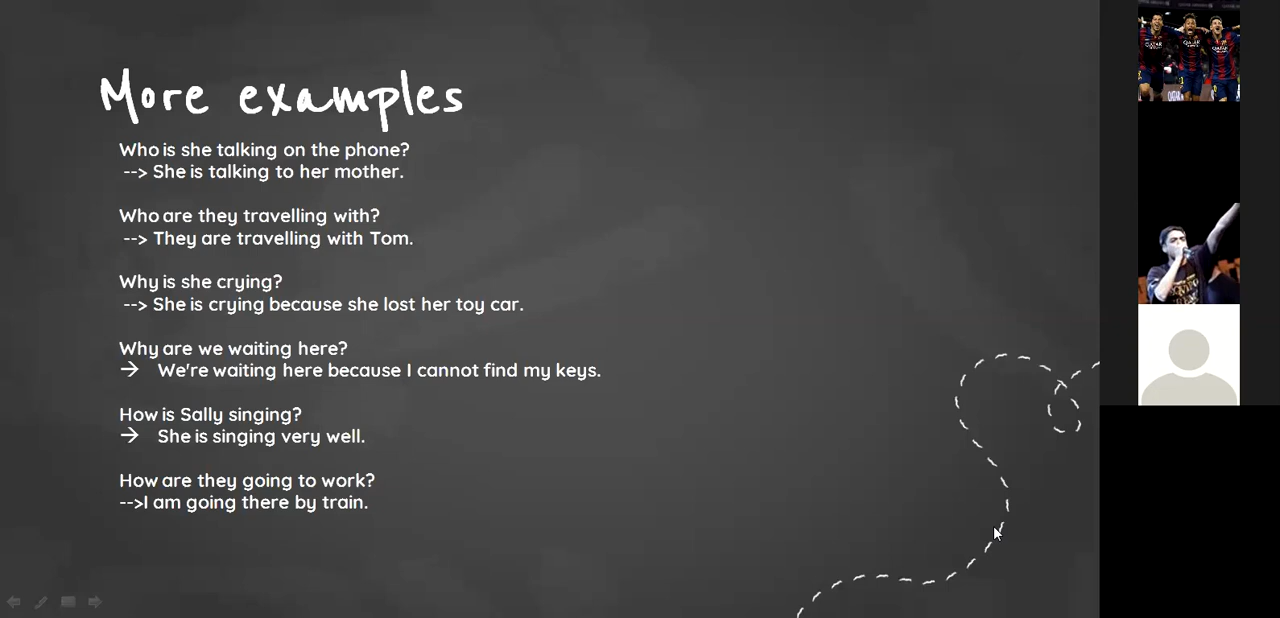 More examples
Who is she talking on the phone?
--> She is talking to her mother.
Who are they travelling with?
--> They are travelling with Tom.
Why is she crying?
--> She is crying because she lost her toy car.
Why are we waiting here?
→ We're waiting here because I cannot find my keys.
How is Sally singing?
→ She is singing very well.
How are they going to work?
-->I am going there by train.
QATAR
QATAR
QATAR